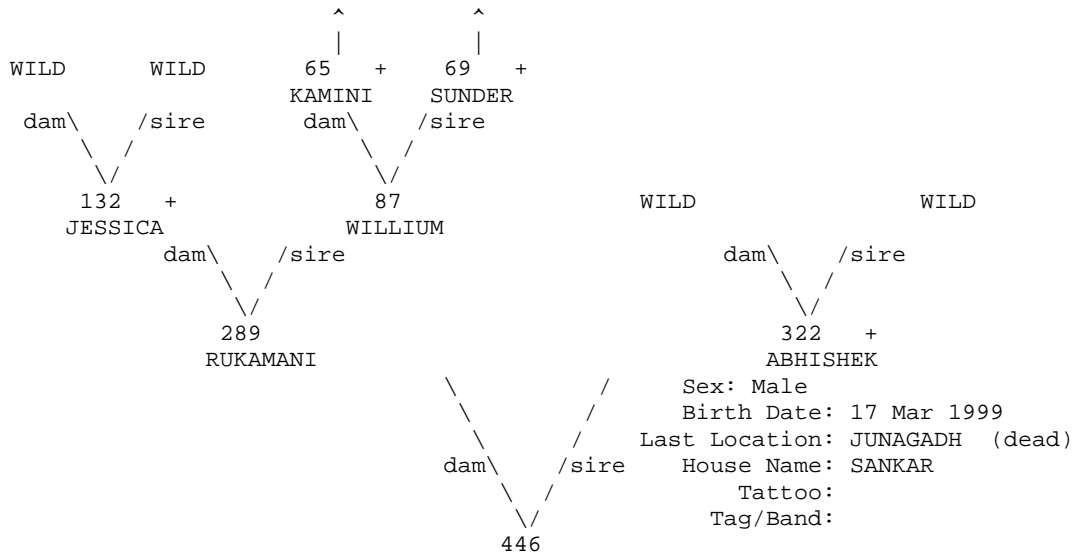 ^ ^
| |
WILD WILD 65 + 69 +
KAMINI SUNDER
dam\ /sire dam\ /sire
\ / \ /
\/ \/
132 + 87 WILD WILD
JESSICA WILLIUM
dam\ /sire dam\ /sire
\ / \ /
\/ \/
289 322 +
RUKAMANI ABHISHEK
\ / Sex: Male
\ / Birth Date: 17 Mar 1999
\ / Last Location: JUNAGADH (dead)
dam\ /sire House Name: SANKAR
\ / Tattoo:
\/ Tag/Band:
446